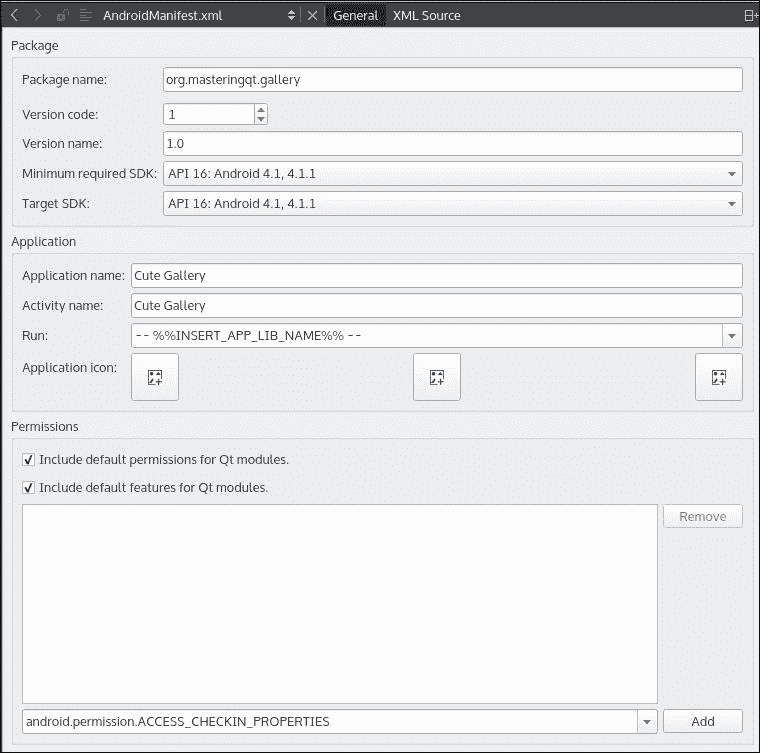 AndroidManifest.xml General XML Source
Package
Package name: org.masteringqt.gallery
Version code: 1
Version name: 1.0
Minimum required SDK: API 16: Android 4.1, 4.1.1
Target SDK: API 16: Android 4.1, 4.1.1
Application
Application name: Cute Gallery
Activity name: Cute Gallery
Run: -- %%INSERT_APP_LIB_NAME%% --
Application icon:
Permissions
Include default permissions for Qt modules.
Include default features for Qt modules.
Remove
android.permission.ACCESS_CHECKIN_PROPERTIES Add